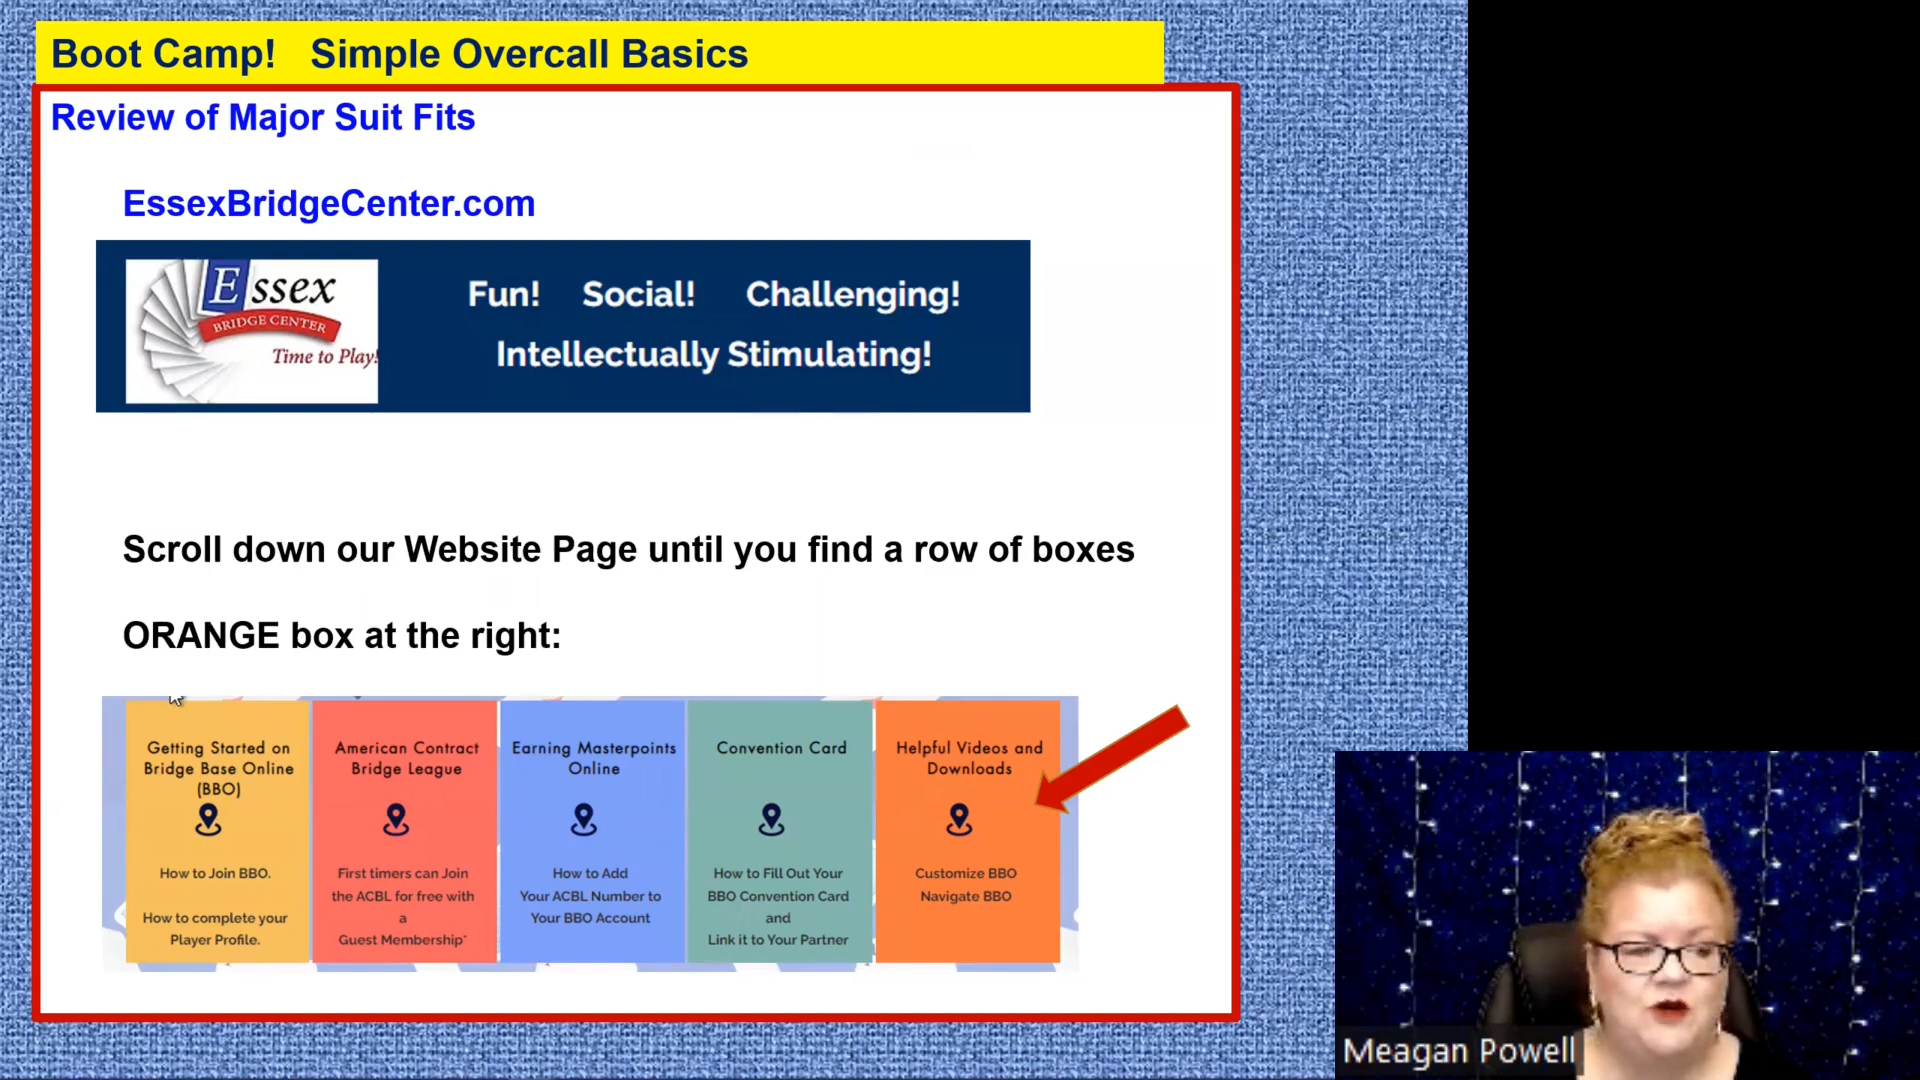 Boot Camp!   Simple Overcall Basics
Review of Major Suit Fits
EssexBridgeCenter.com
Essex
BRIDGE CENTER
Time to Play!
Fun!   Social!   Challenging!
Intellectually Stimulating!
Scroll down our Website Page until you find a row of boxes
ORANGE box at the right:
Getting Started on
Bridge Base Online
(BBO)
How to Join BBO.
How to complete your
Player Profile.
American Contract
Bridge League
First timers can Join
the ACBL for free with
a
Guest Membership*
Earning Masterpoints
Online
How to Add
Your ACBL Number to
Your BBO Account
Convention Card
How to Fill Out Your
BBO Convention Card
and
Link it to Your Partner
Helpful Videos and
Downloads
Customize BBO
Navigate BBO
Meagan Powell